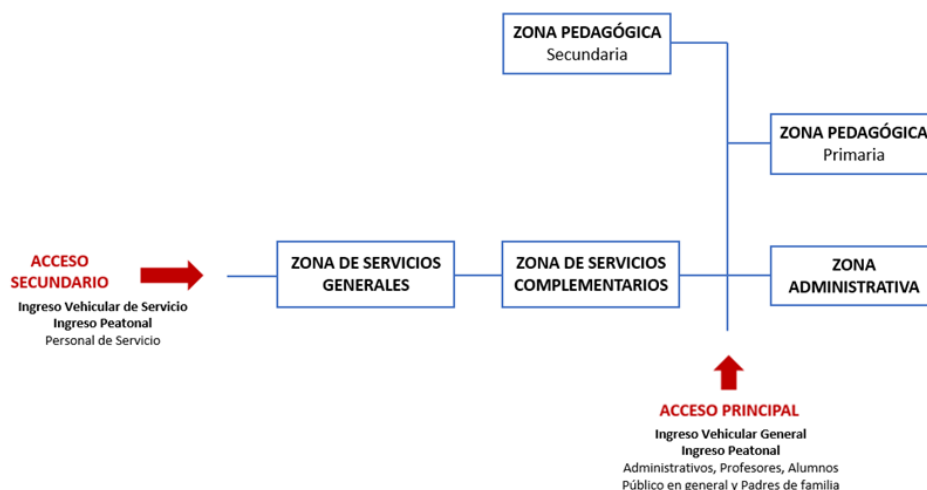 ZONA PEDAGÓGICA
Secundaria
ZONA PEDAGÓGICA
Primaria
ACCESO
SECUNDARIO
Ingreso Vehicular de Servicio
Ingreso Peatonal
Personal de Servicio
ZONA DE SERVICIOS
GENERALES
ZONA DE SERVICIOS
COMPLEMENTARIOS
ZONA
ADMINISTRATIVA
ACCESO PRINCIPAL
Ingreso Vehicular General
Ingreso Peatonal
Administrativos, Profesores, Alumnos
Público en general y Padres de familia